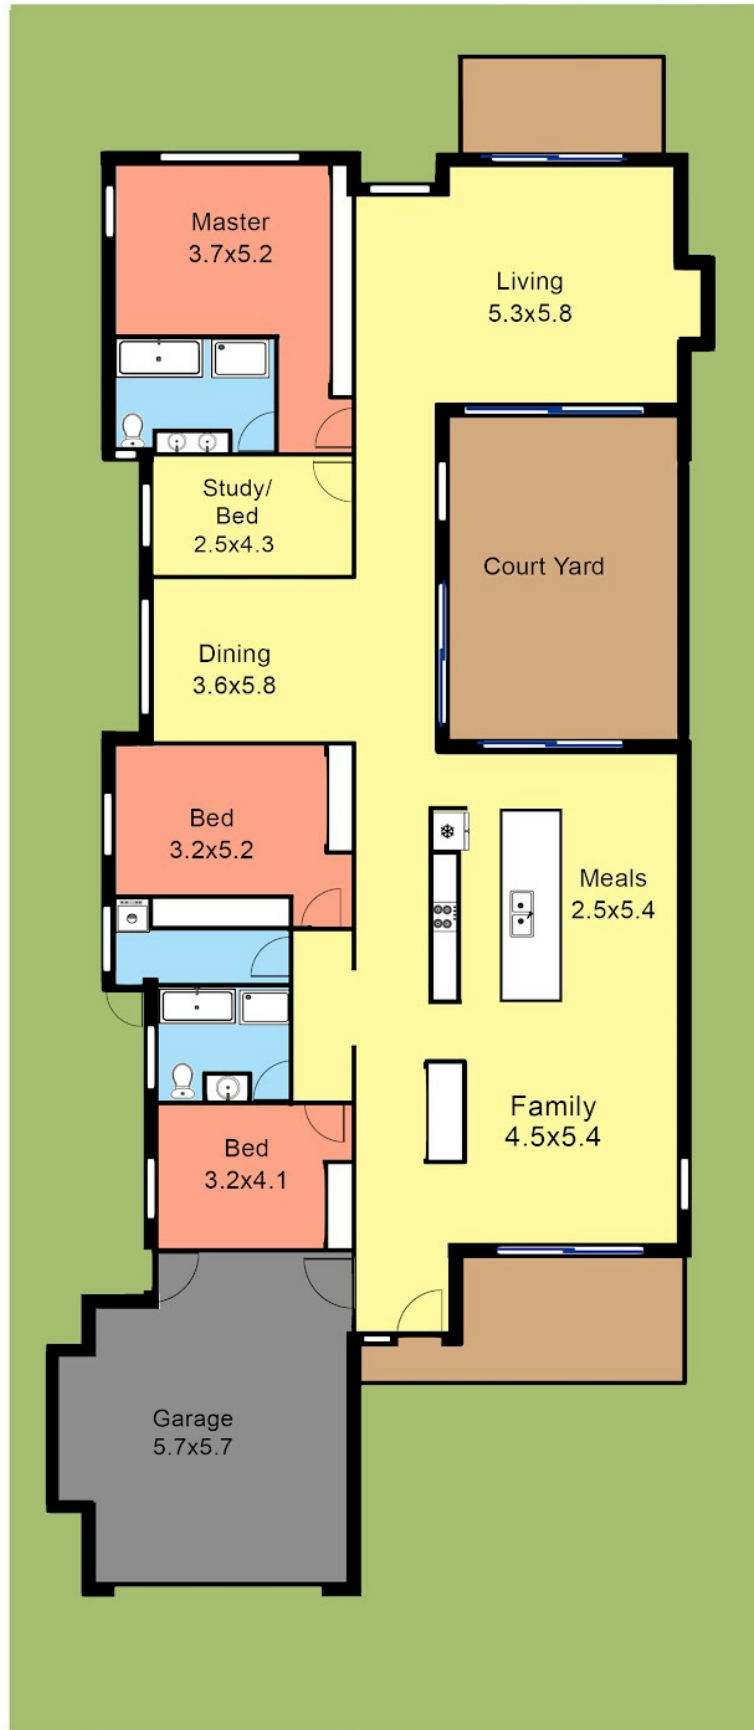 Master
3.7x5.2
Living
5.3x5.8
Study/
Bed
2.5x4.3
Court Yard
Dining
3.6x5.8
Bed
3.2x5.2
Meals
2.5x5.4
Family
4.5x5.4
Bed
3.2x4.1
Garage
5.7x5.7